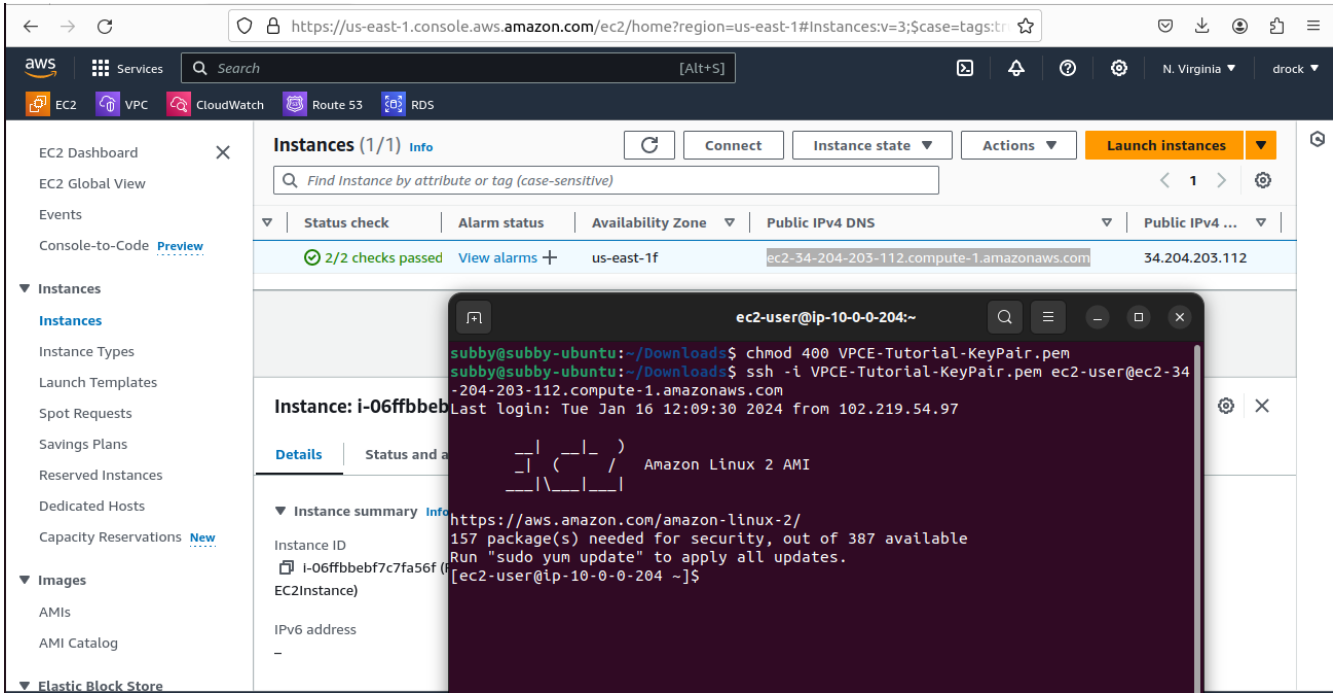 https://us-east-1.console.aws.amazon.com/ec2/home?region=us-east-1#Instances:v=3;$case=tags:tr
aws Services Search [Alt+S] N. Virginia drock
EC2 VPC CloudWatch Route 53 RDS
EC2 Dashboard
EC2 Global View
Events
Console-to-Code Preview
Instances
Instances
Instance Types
Launch Templates
Spot Requests
Savings Plans
Reserved Instances
Dedicated Hosts
Capacity Reservations New
Images
AMIs
AMI Catalog
Elastic Block Store
Instances (1/1) Info Connect Instance state Actions Launch instances
Find Instance by attribute or tag (case-sensitive) 1
Status check Alarm status Availability Zone Public IPv4 DNS Public IPv4 ...
2/2 checks passed View alarms + us-east-1f ec2-34-204-203-112.compute-1.amazonaws.com 34.204.203.112
Instance: i-06ffbbeb
Details Status and a
Instance summary Info
Instance ID
i-06ffbbebf7c7fa56f (
EC2Instance)
IPv6 address
–
ec2-user@ip-10-0-0-204:~
subby@subby-ubuntu:~/Downloads$ chmod 400 VPCE-Tutorial-KeyPair.pem
subby@subby-ubuntu:~/Downloads$ ssh -i VPCE-Tutorial-KeyPair.pem ec2-user@ec2-34
-204-203-112.compute-1.amazonaws.com
Last login: Tue Jan 16 12:09:30 2024 from 102.219.54.97
__| __|_ )
_| ( / Amazon Linux 2 AMI
___|\___|___|
https://aws.amazon.com/amazon-linux-2/
157 package(s) needed for security, out of 387 available
Run "sudo yum update" to apply all updates.
[ec2-user@ip-10-0-0-204 ~]$